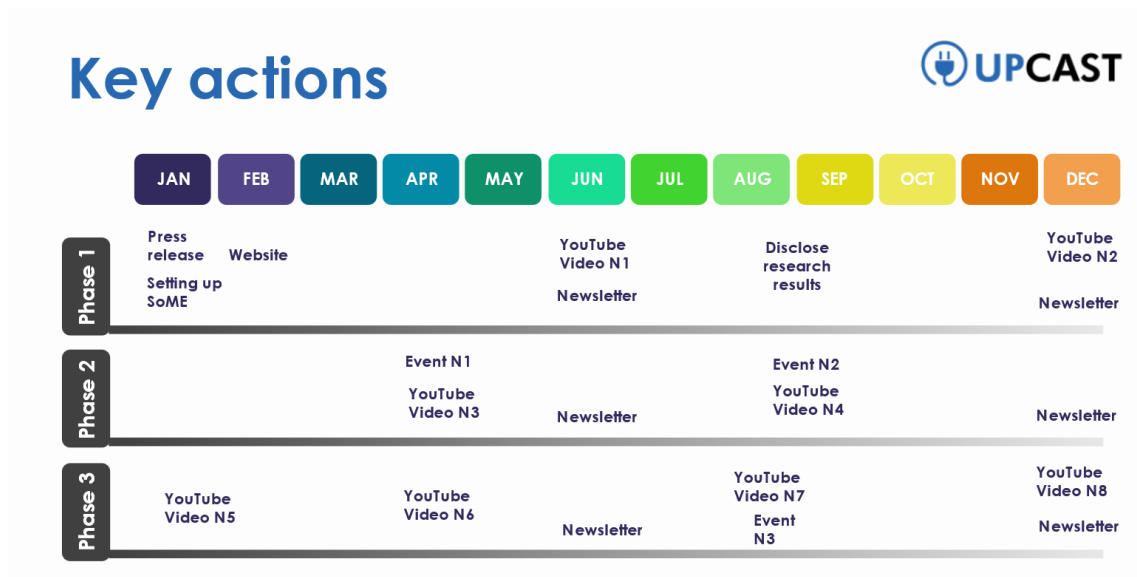 Key actions
UPCAST
JAN FEB MAR APR MAY JUN JUL AUG SEP OCT NOV DEC
Phase 1
Press
release
Setting up
SoME
Website
YouTube
Video N1
Newsletter
Disclose
research
results
YouTube
Video N2
Newsletter
Phase 2
Event N1
YouTube
Video N3
Newsletter
Event N2
YouTube
Video N4
Newsletter
Phase 3
YouTube
Video N5
YouTube
Video N6
Newsletter
YouTube
Video N7
Event
N3
YouTube
Video N8
Newsletter